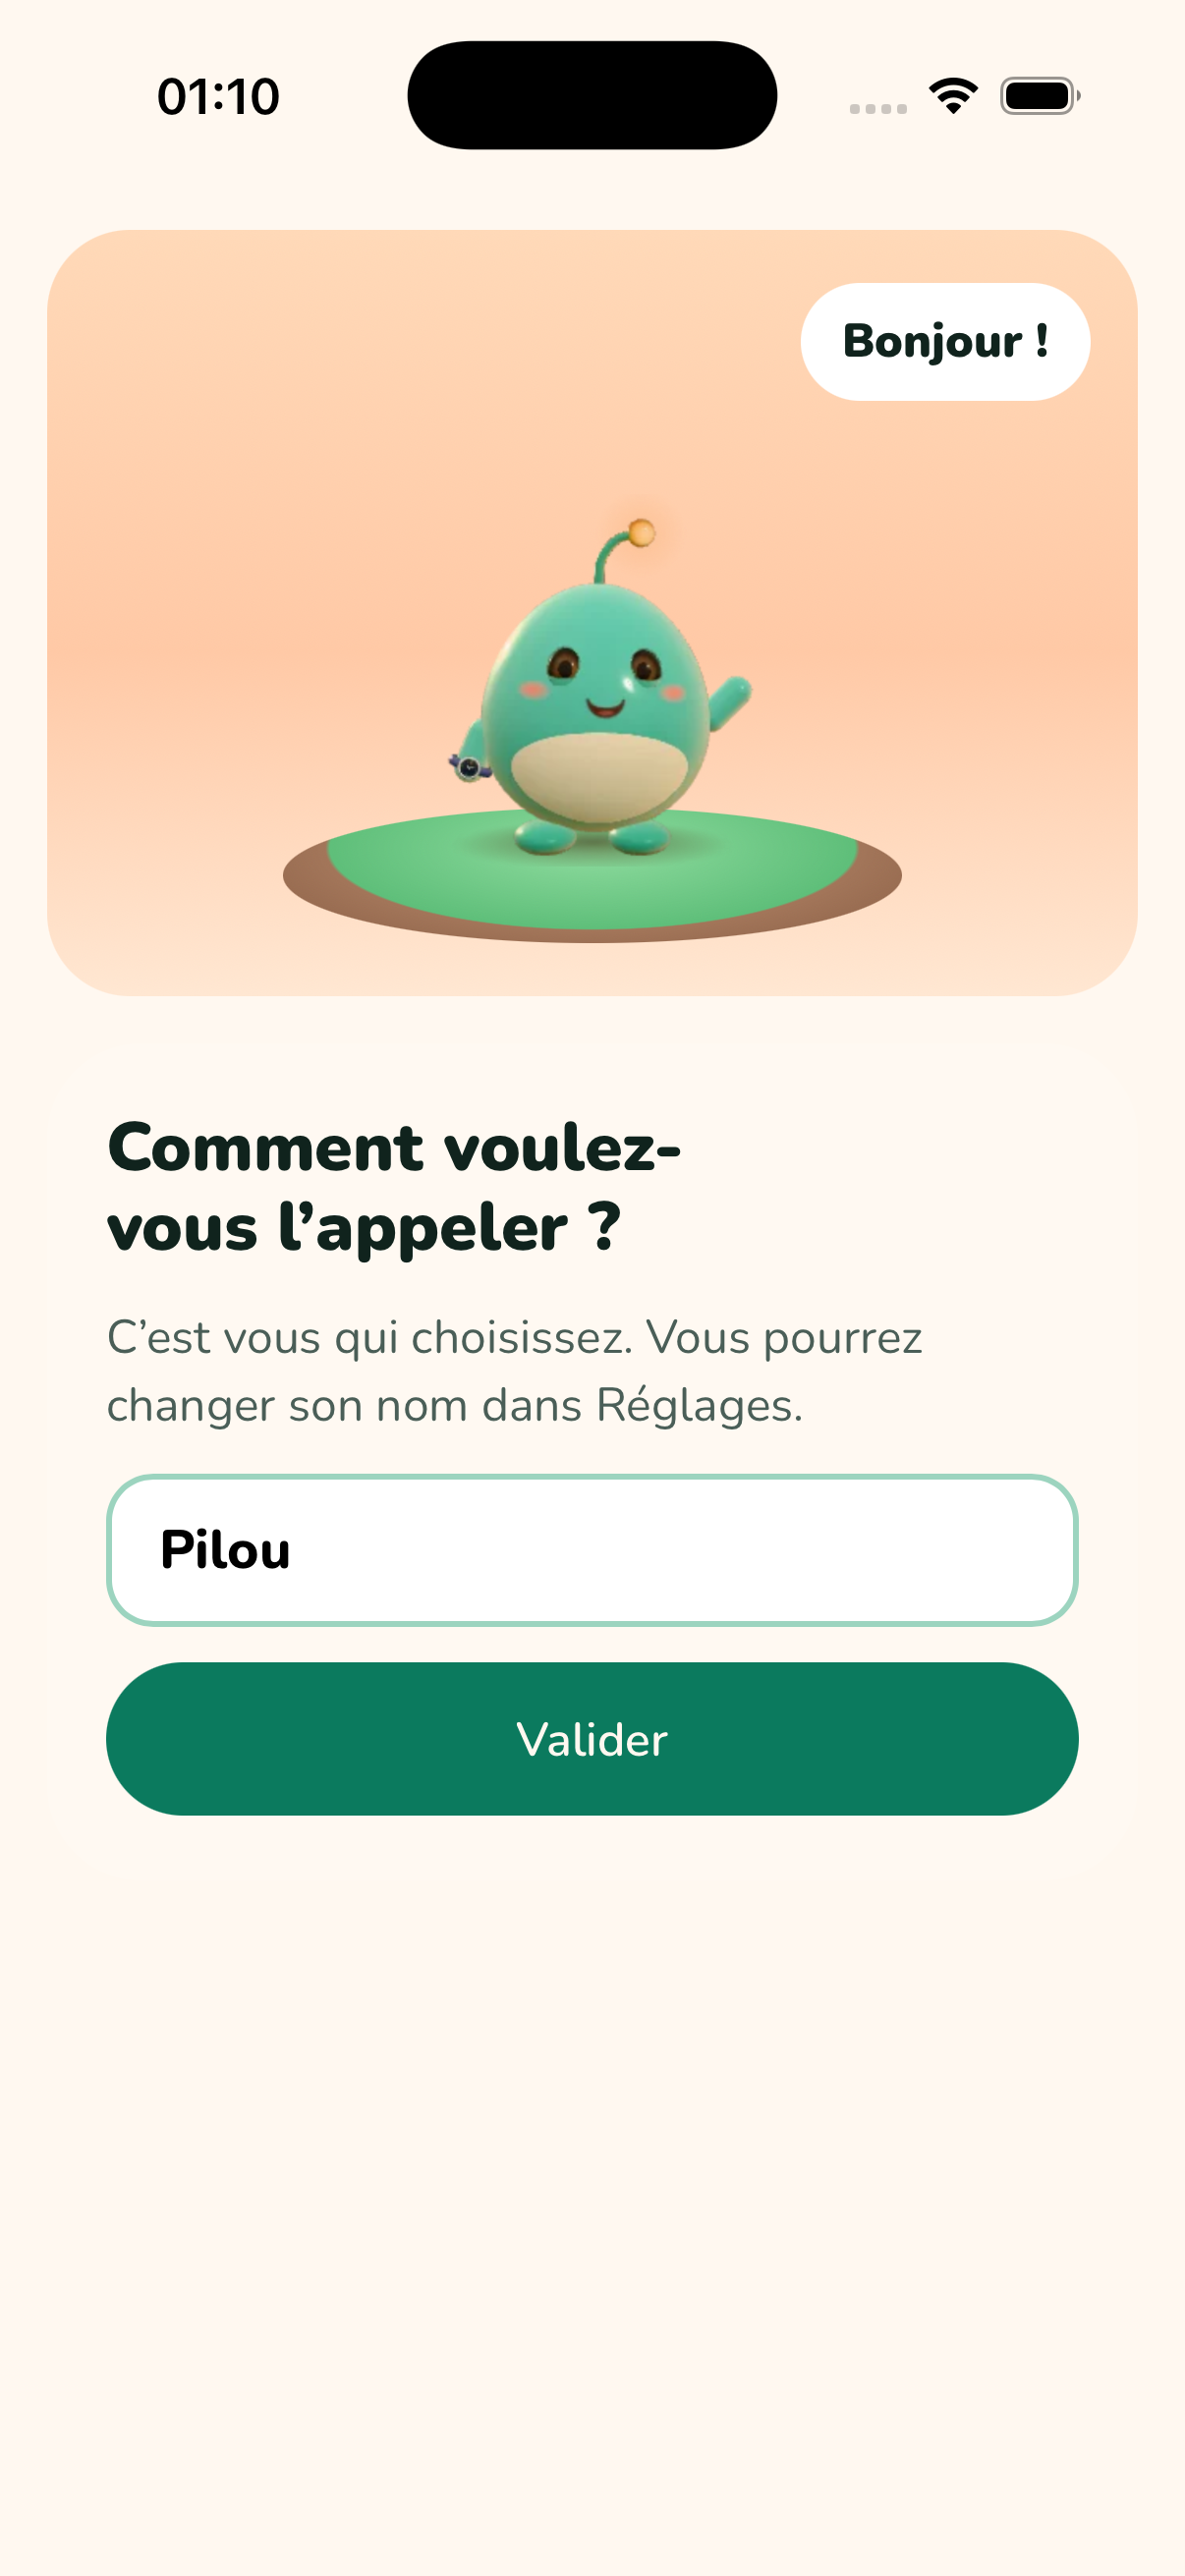 01:10
Bonjour !
Comment voulez-
vous l’appeler ?
C’est vous qui choisissez. Vous pourrez
changer son nom dans Réglages.
Pilou
Valider